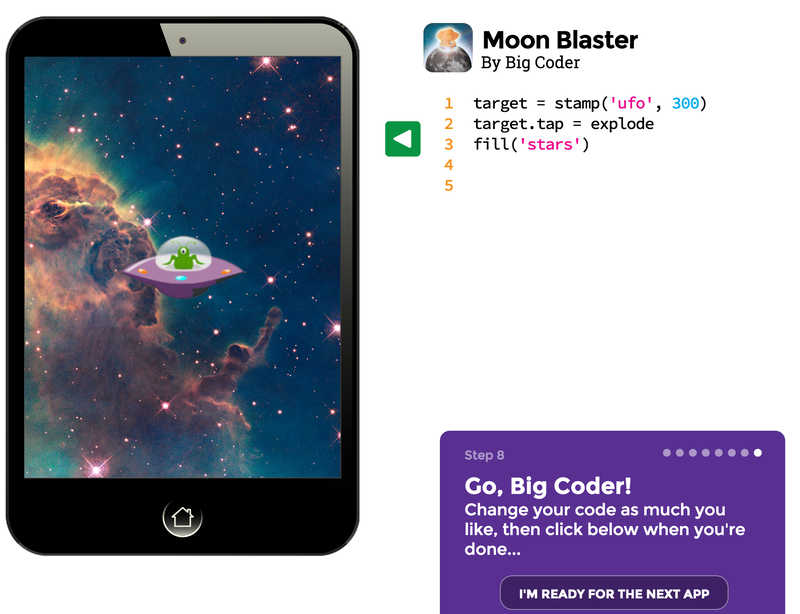 Moon Blaster
By Big Coder
1 target = stamp('ufo', 300)
2 target.tap = explode
3 fill('stars')
4
5
Step 8
Go, Big Coder!
Change your code as much you
like, then click below when you're
done...
I'M READY FOR THE NEXT APP